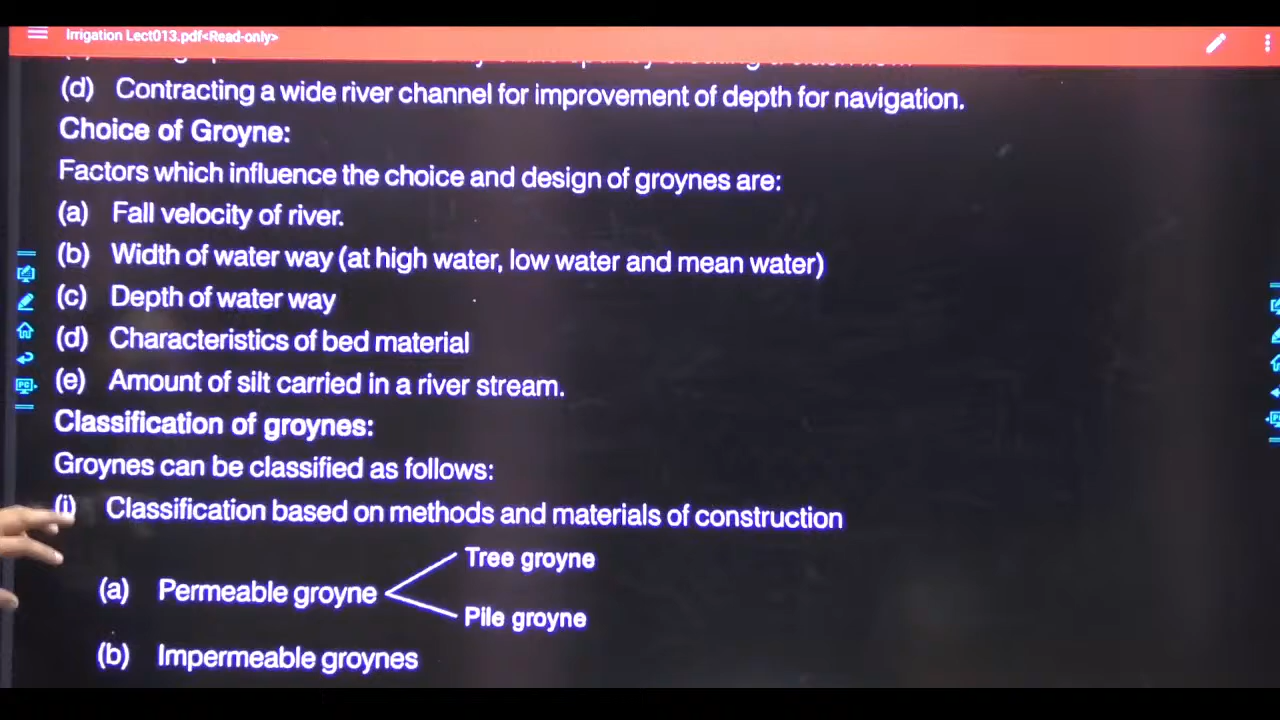 Irrigation Lect013.pdf<Read-only>
(d) Contracting a wide river channel for improvement of depth for navigation.
Choice of Groyne:
Factors which influence the choice and design of groynes are:
(a) Fall velocity of river.
(b) Width of water way (at high water, low water and mean water)
(c) Depth of water way
(d) Characteristics of bed material
(e) Amount of silt carried in a river stream.
Classification of groynes:
Groynes can be classified as follows:
(i) Classification based on methods and materials of construction
Tree groyne
(a) Permeable groyne
Pile groyne
(b) Impermeable groynes